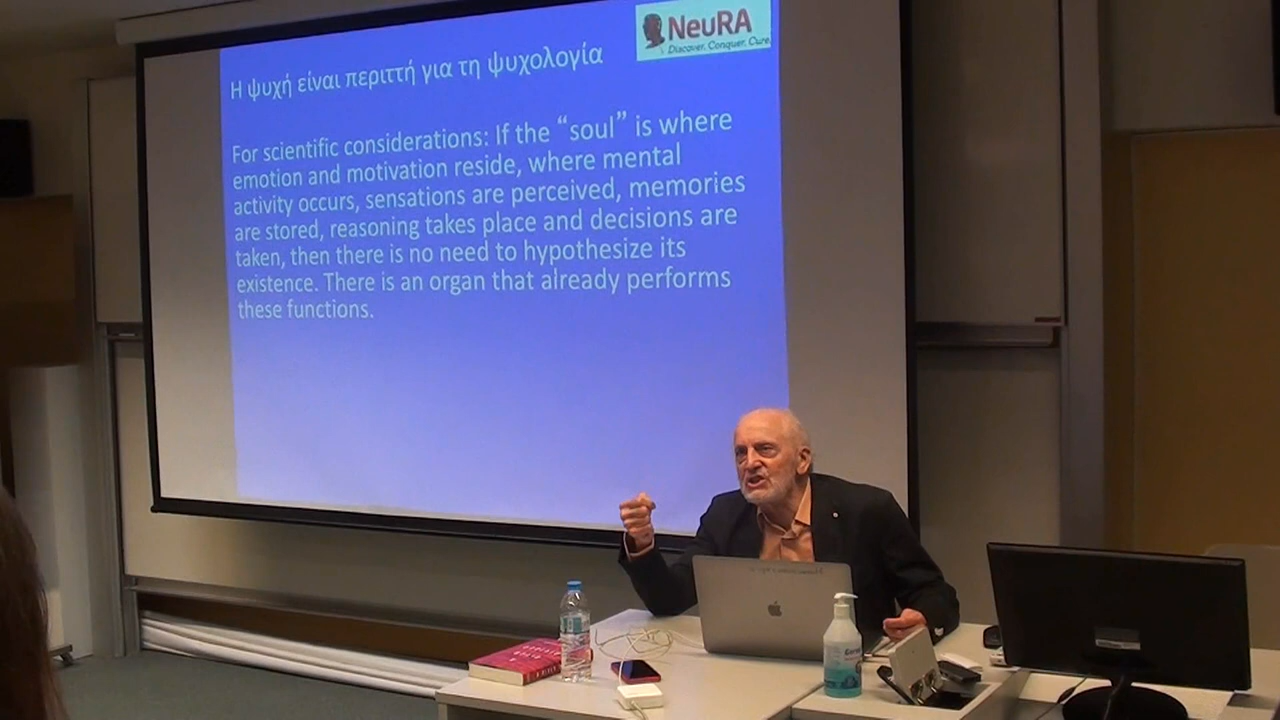 NeuRA
Discover. Conquer. Cure.
Η ψυχή είναι περιττή για τη ψυχολογία
For scientific considerations: If the “soul” is where
emotion and motivation reside, where mental
activity occurs, sensations are perceived, memories
are stored, reasoning takes place and decisions are
taken, then there is no need to hypothesize its
existence. There is an organ that already performs
these functions.